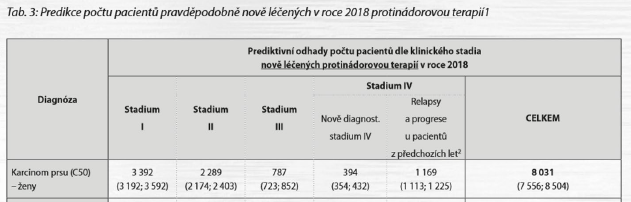 Tab. 3: Predikce počtu pacientů pravděpodobně nově léčených v roce 2018 protinádorovou terapií1
Diagnóza
Prediktivní odhady počtu pacientů dle klinického stadia
nově léčených protinádorovou terapií v roce 2018
Stadium
I
Stadium
II
Stadium
III
Stadium IV
Nově diagnost.
stadium IV
Relapsy
a progrese
u pacientů
z předchozích let2
CELKEM
Karcinom prsu (C50)
– ženy
3 392
(3 192; 3 592)
2 289
(2 174; 2 403)
787
(723; 852)
394
(354; 432)
1 169
(1 113; 1 225)
8 031
(7 556; 8 504)